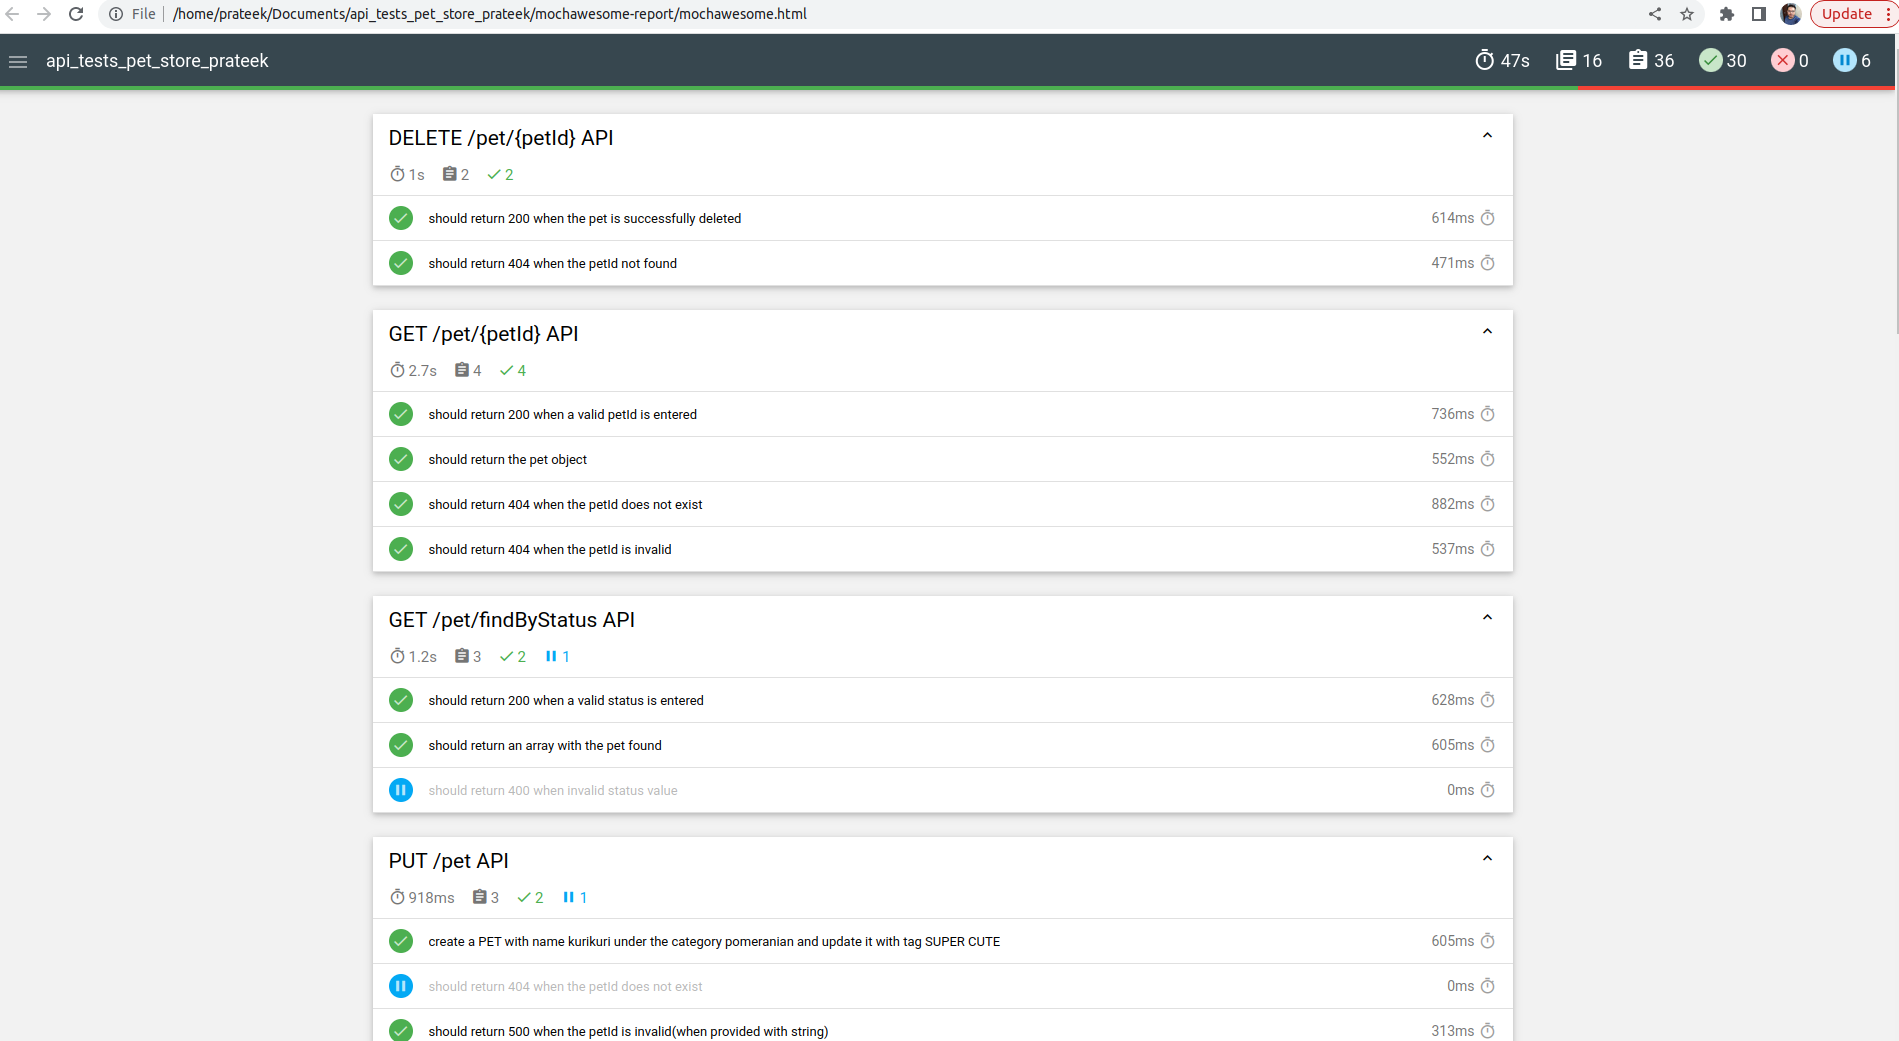 File /home/prateek/Documents/api_tests_pet_store_prateek/mochawesome-report/mochawesome.html Update
api_tests_pet_store_prateek 47s 16 36 30 0 6
DELETE /pet/{petId} API
1s 2 2
should return 200 when the pet is successfully deleted 614ms
should return 404 when the petId not found 471ms
GET /pet/{petId} API
2.7s 4 4
should return 200 when a valid petId is entered 736ms
should return the pet object 552ms
should return 404 when the petId does not exist 882ms
should return 404 when the petId is invalid 537ms
GET /pet/findByStatus API
1.2s 3 2 1
should return 200 when a valid status is entered 628ms
should return an array with the pet found 605ms
should return 400 when invalid status value 0ms
PUT /pet API
918ms 3 2 1
create a PET with name kurikuri under the category pomeranian and update it with tag SUPER CUTE 605ms
should return 404 when the petId does not exist 0ms
should return 500 when the petId is invalid(when provided with string) 313ms